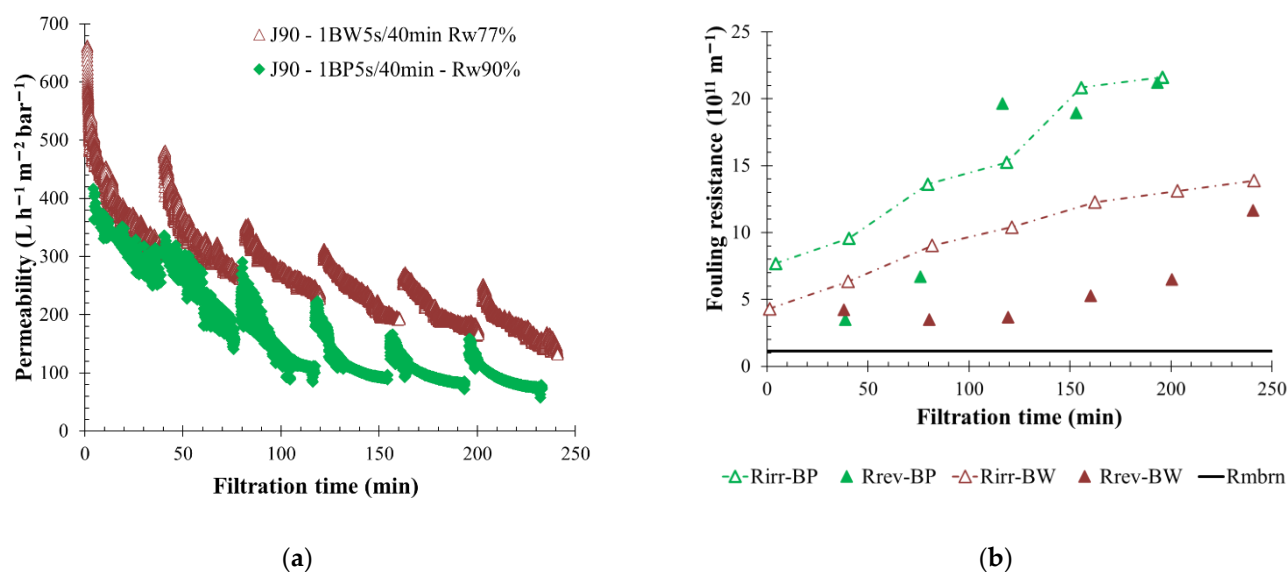 J90 - 1BW5s/40min Rw77%
J90 - 1BP5s/40min - Rw90%
Permeability (L h⁻¹ m⁻² bar⁻¹)
700
600
500
400
300
200
100
0
0 50 100 150 200 250
Filtration time (min)
(a)
Fouling resistance (10¹¹ m⁻¹)
25
20
15
10
5
0
0 50 100 150 200 250
Filtration time (min)
Rirr-BP Rrev-BP Rirr-BW Rrev-BW Rmbrn
(b)